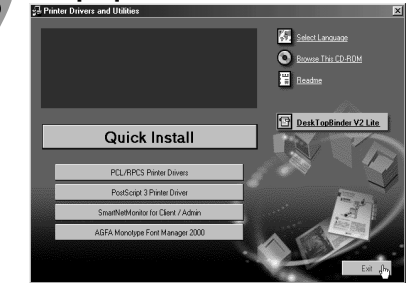 Printer Drivers and Utilities
Select Language
Browse This CD-ROM
Readme
DeskTopBinder V2 Lite
Quick Install
PCL/RPCS Printer Drivers
PostScript 3 Printer Driver
SmartNetMonitor for Client / Admin
AGFA Monotype Font Manager 2000
Exit